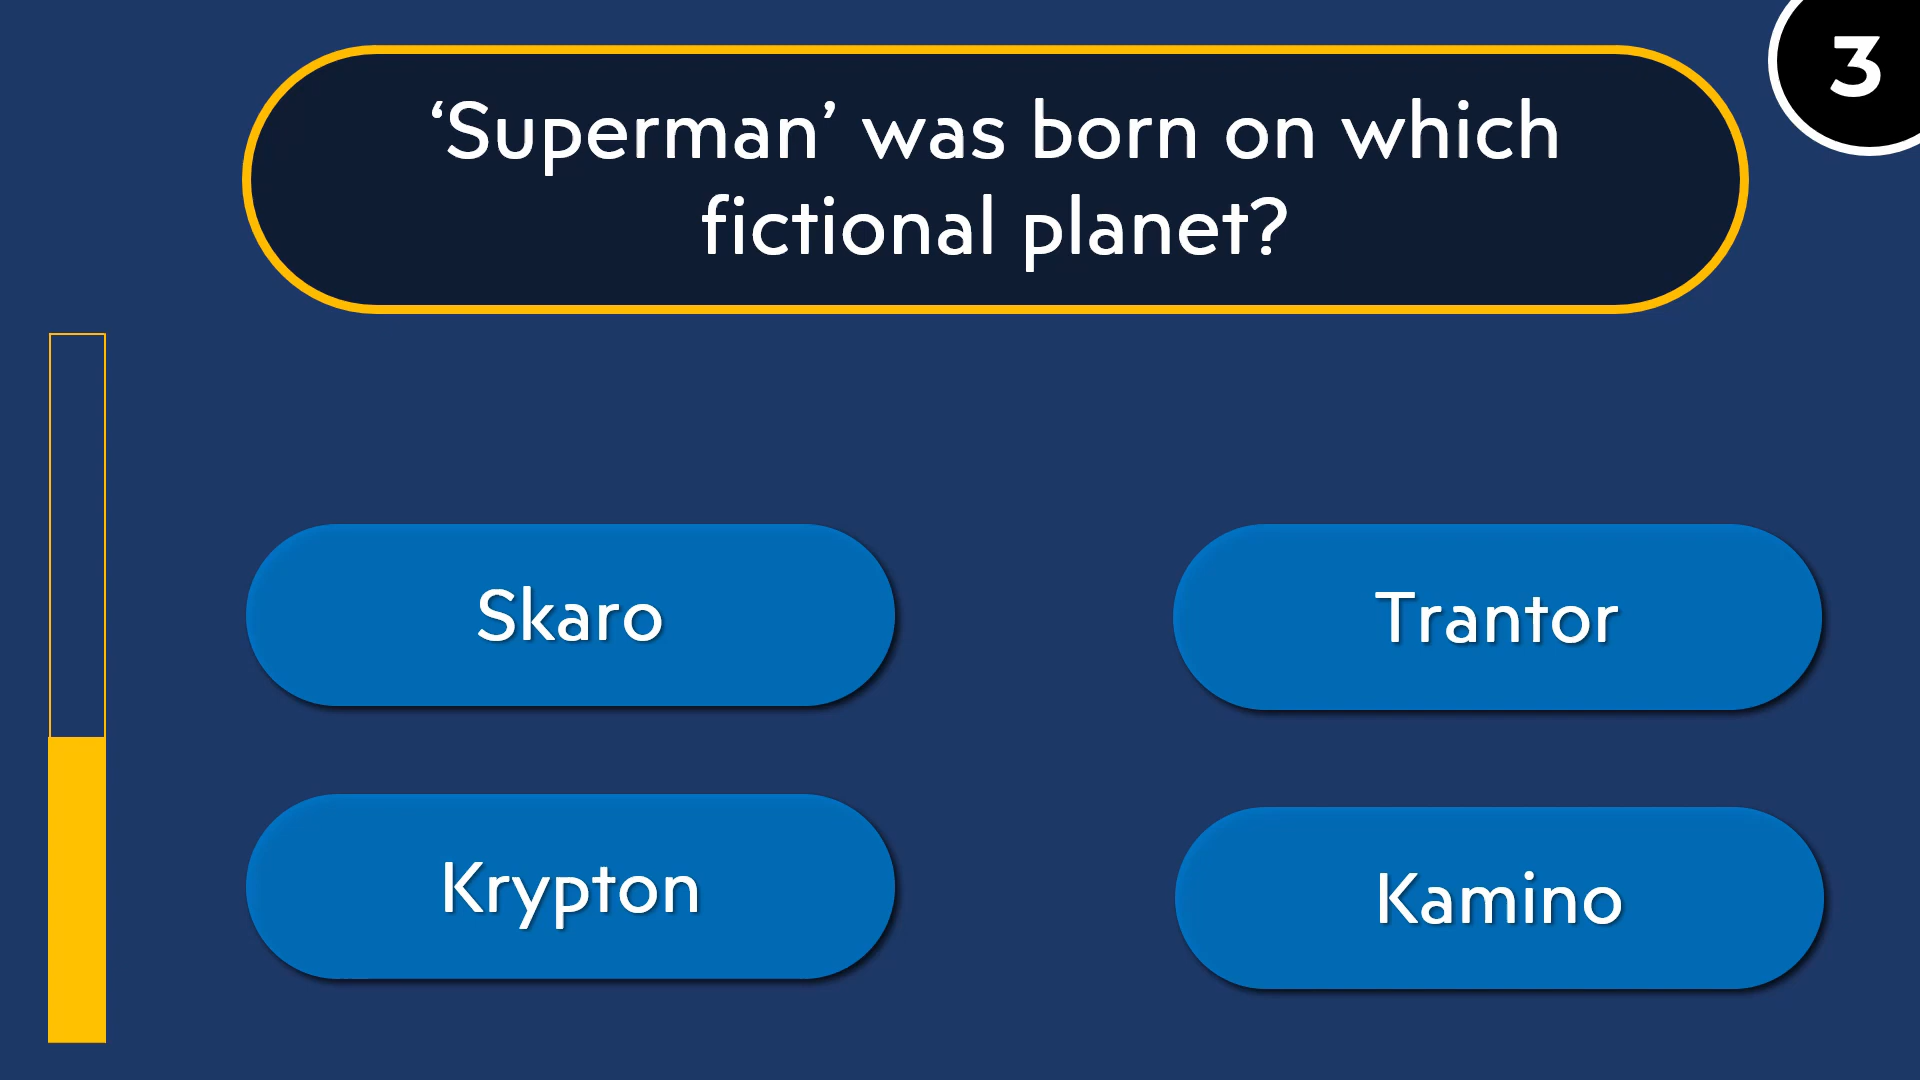 3
‘Superman’ was born on which
fictional planet?
Skaro
Trantor
Krypton
Kamino